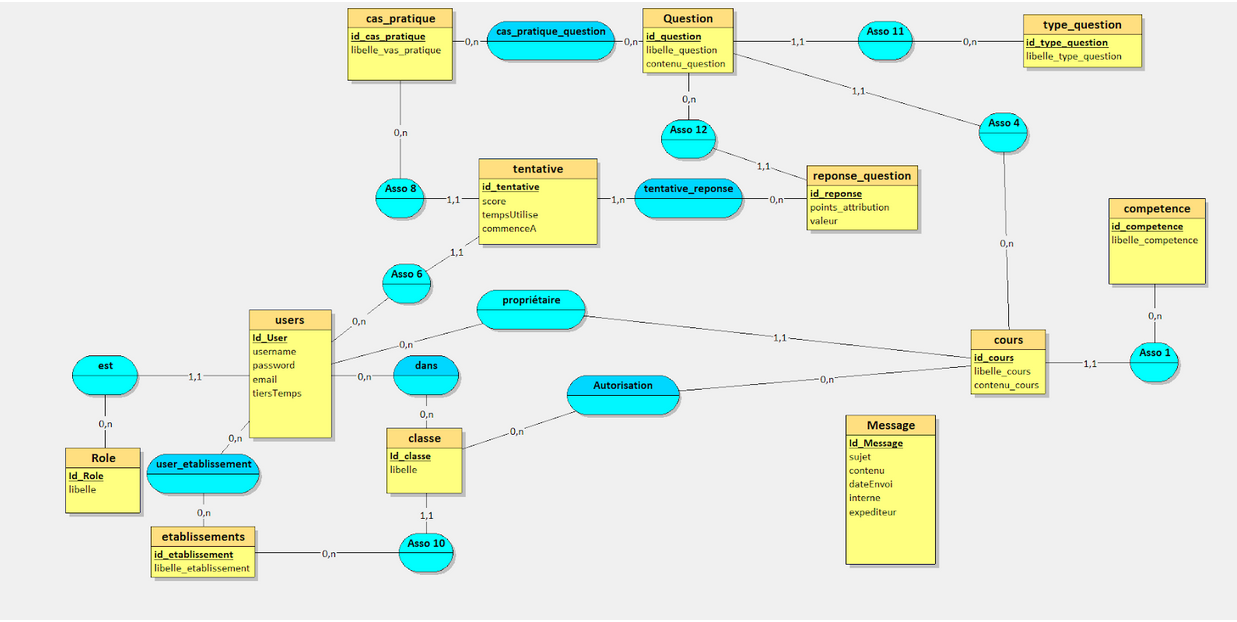 cas_pratique
id_cas_pratique
libelle_vas_pratique
0,n
cas_pratique_question
0,n
Question
id_question
libelle_question
contenu_question
1,1
Asso 11
0,n
type_question
id_type_question
libelle_type_question
0,n
0,n
1,1
Asso 12
Asso 4
1,1
Asso 8
1,1
tentative
id_tentative
score
tempsUtilise
commenceA
1,n
tentative_reponse
0,n
reponse_question
id_reponse
points_attribution
valeur
competence
id_competence
libelle_competence
0,n
1,1
Asso 6
0,n
0,n
propriétaire
0,n
1,1
users
Id_User
username
password
email
tiersTemps
cours
id_cours
libelle_cours
contenu_cours
1,1
Asso 1
0,n
est
1,1
0,n
dans
0,n
Autorisation
0,n
0,n
0,n
0,n
Role
Id_Role
libelle
user_etablissement
0,n
classe
Id_classe
libelle
1,1
Message
Id_Message
sujet
contenu
dateEnvoi
interne
expediteur
etablissements
id_etablissement
libelle_etablissement
0,n
Asso 10